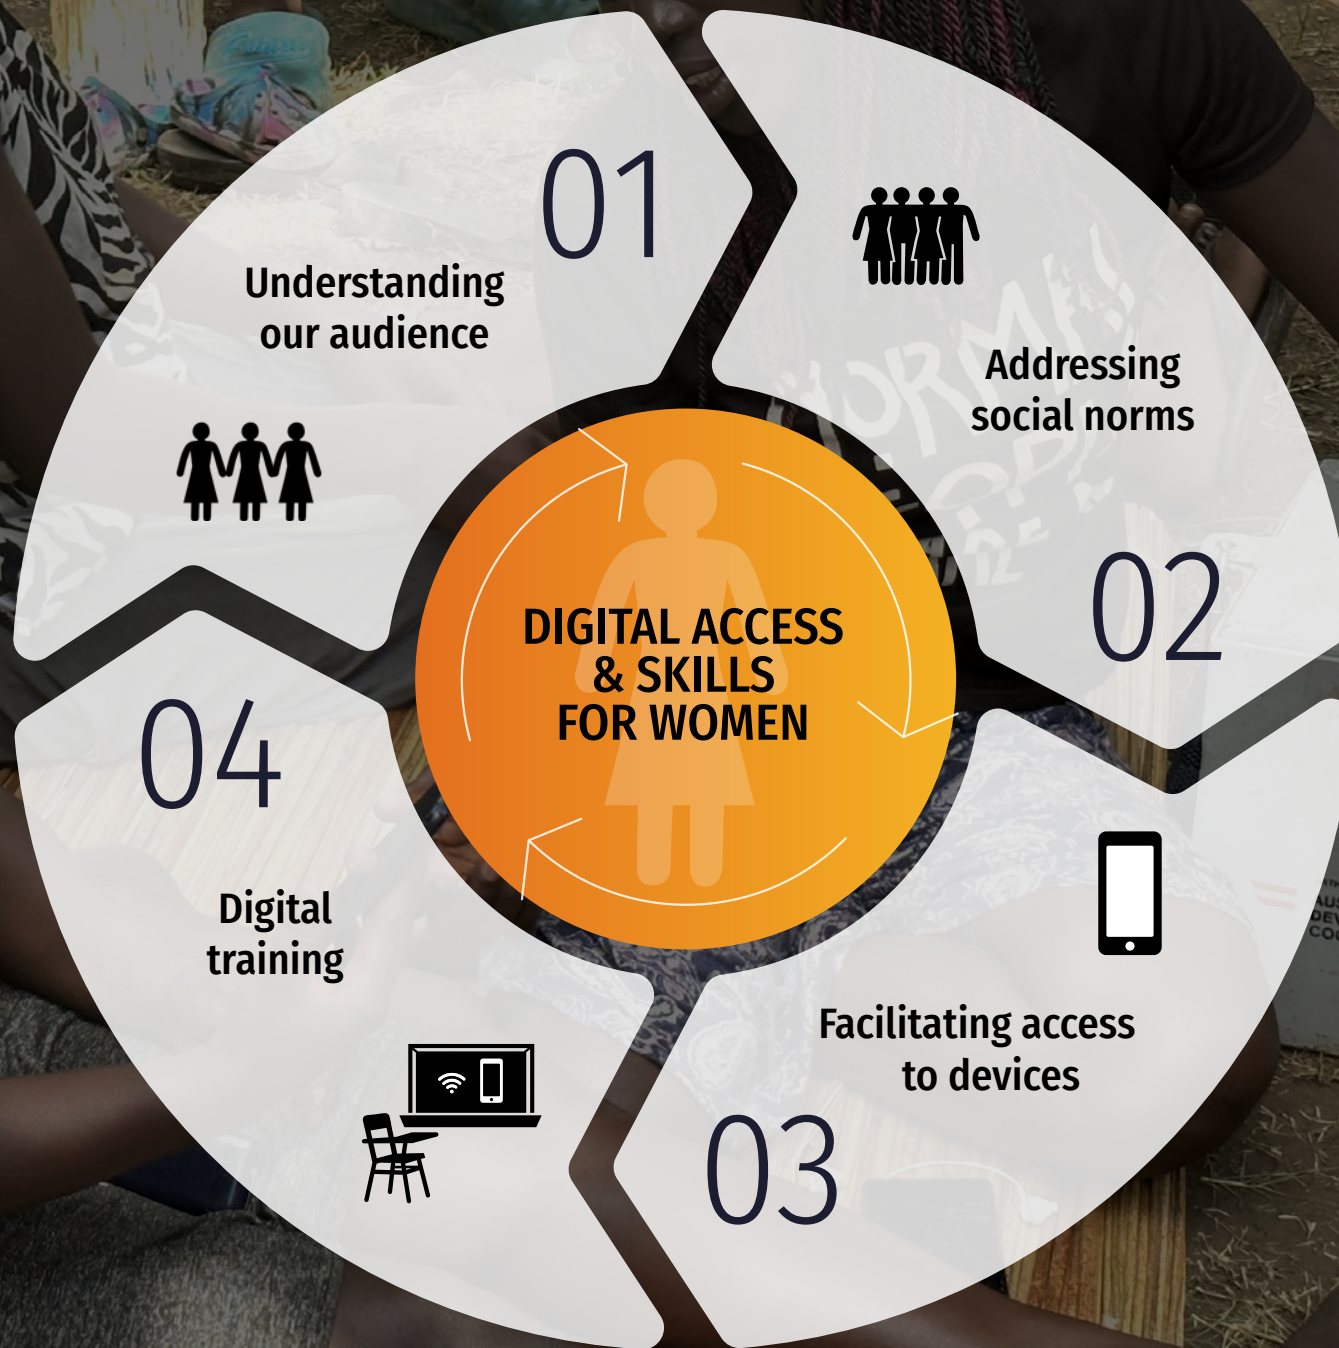 01
Understanding
our audience
Addressing
social norms
02
DIGITAL ACCESS
& SKILLS
FOR WOMEN
Facilitating access
to devices
03
04
Digital
training